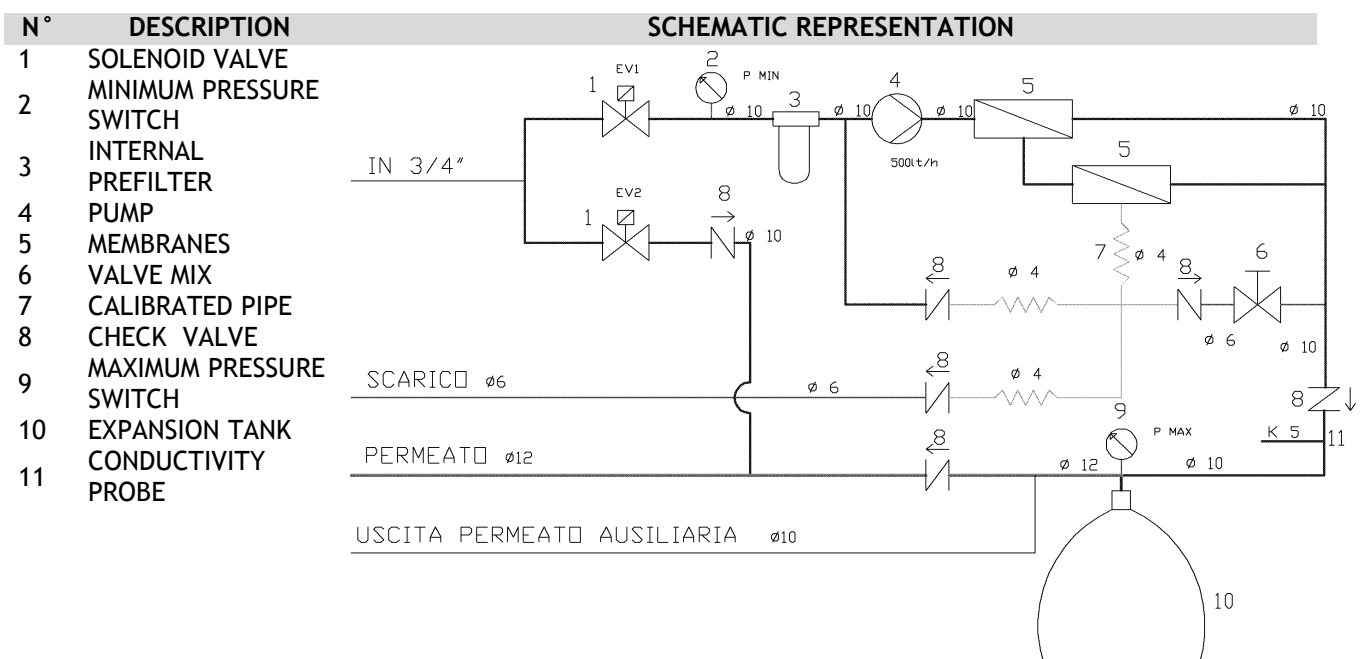 N° DESCRIPTION SCHEMATIC REPRESENTATION
1 SOLENOID VALVE
2 MINIMUM PRESSURE
SWITCH
3 INTERNAL
PREFILTER
4 PUMP
5 MEMBRANES
6 VALVE MIX
7 CALIBRATED PIPE
8 CHECK VALVE
9 MAXIMUM PRESSURE
SWITCH
10 EXPANSION TANK
11 CONDUCTIVITY
PROBE
2
EV1 P MIN
1 4 5
3
ø 10 ø 10 ø 10 ø 10
500lt/h
5
IN 3/4"
EV2 8
1
ø 10
7 ø 4
8 ø 4 8 6
ø 6 ø 10
SCARICO ø6 ø 6 8 ø 4
8
9
P MAX
K 5 11
PERMEATO ø12 8 ø 12 ø 10
USCITA PERMEATO AUSILIARIA ø10
10